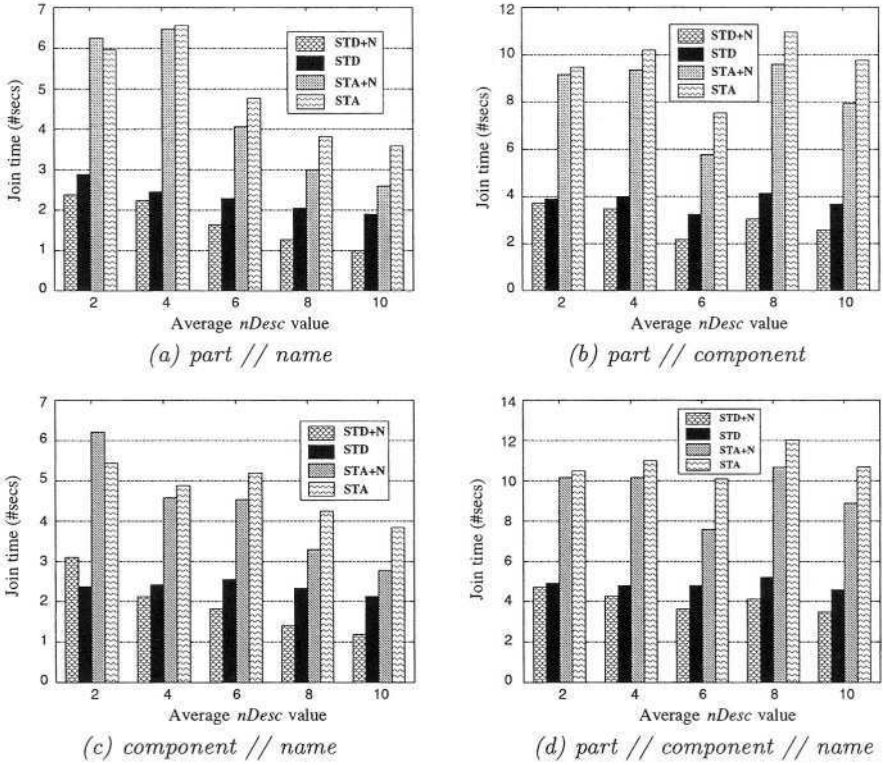 7
6
5
4
3
2
1
0
Join time (#secs)
STD+N
STD
STA+N
STA
2 4 6 8 10
Average nDesc value
(a) part // name
12
10
8
6
4
2
0
Join time (#secs)
STD+N
STD
STA+N
STA
2 4 6 8 10
Average nDesc value
(b) part // component
7
6
5
4
3
2
1
0
Join time (#secs)
STD+N
STD
STA+N
STA
2 4 6 8 10
Average nDesc value
(c) component // name
14
12
10
8
6
4
2
0
Join time (#secs)
STD+N
STD
STA+N
STA
2 4 6 8 10
Average nDesc value
(d) part // component // name